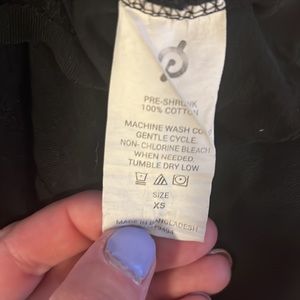 PRE-SHRUNK
100% COTTON
MACHINE WASH COLD
GENTLE CYCLE.
NON-CHLORINE BLEACH
WHEN NEEDED.
TUMBLE DRY LOW
SIZE
XS
MADE IN BANGLADESH